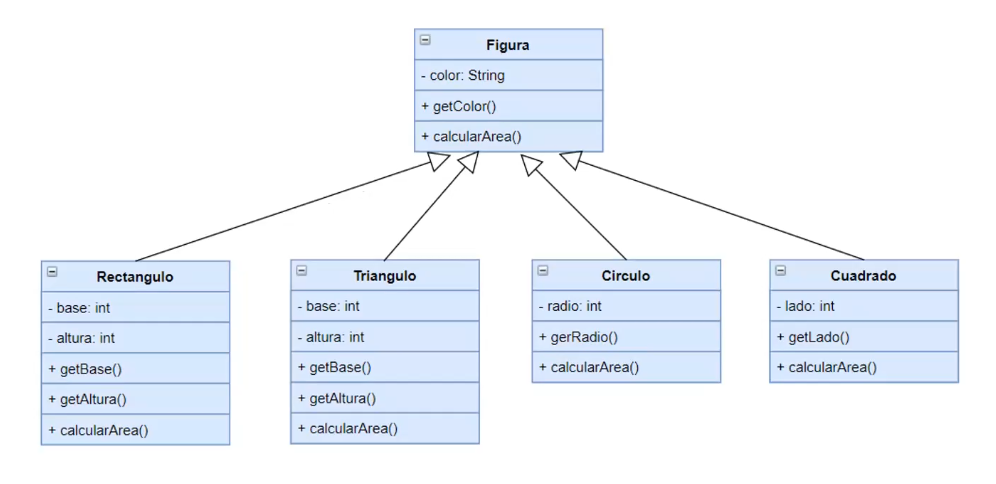 Figura
- color: String
+ getColor()
+ calcularArea()
Rectangulo
- base: int
- altura: int
+ getBase()
+ getAltura()
+ calcularArea()
Triangulo
- base: int
- altura: int
+ getBase()
+ getAltura()
+ calcularArea()
Circulo
- radio: int
+ gerRadio()
+ calcularArea()
Cuadrado
- lado: int
+ getLado()
+ calcularArea()